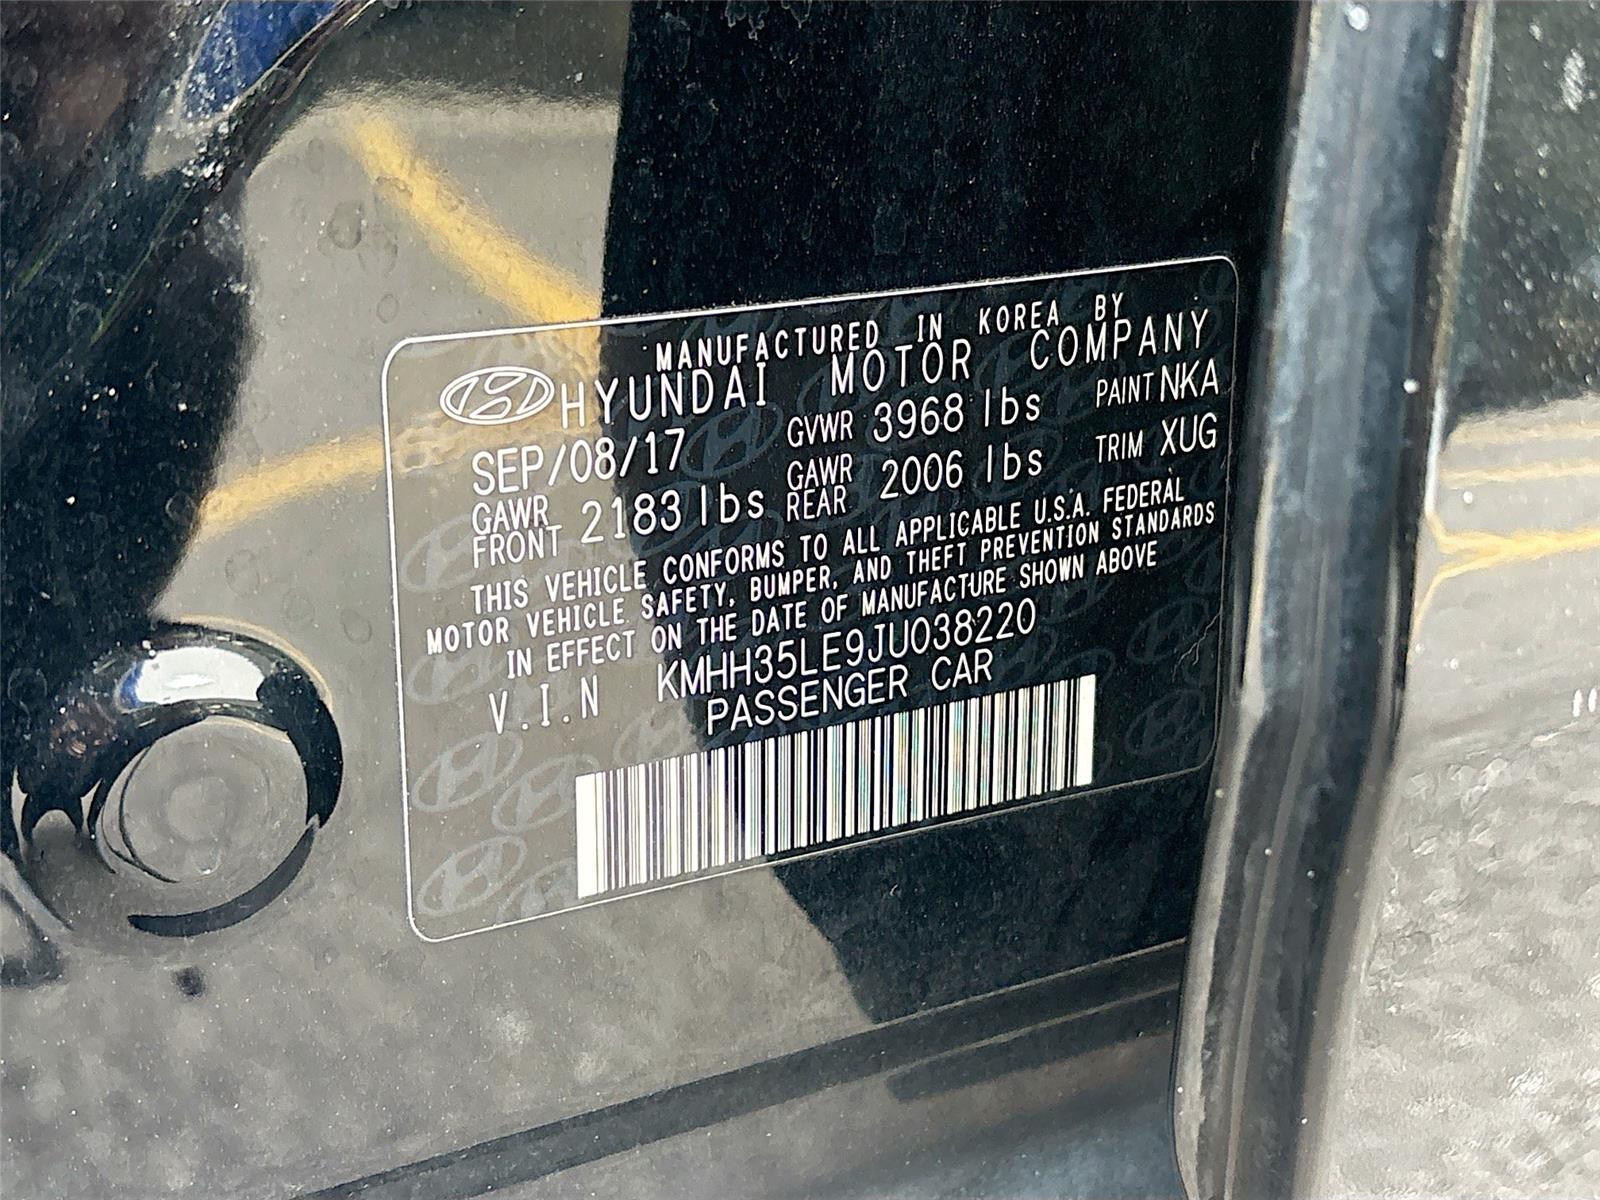 MANUFACTURED IN KOREA BY
HYUNDAI MOTOR COMPANY
SEP/08/17 GVWR 3968 lbs PAINT NKA
GAWR FRONT 2183 lbs GAWR REAR 2006 lbs TRIM XUG
THIS VEHICLE CONFORMS TO ALL APPLICABLE U.S.A. FEDERAL
MOTOR VEHICLE SAFETY, BUMPER, AND THEFT PREVENTION STANDARDS
IN EFFECT ON THE DATE OF MANUFACTURE SHOWN ABOVE
V.I.N KMHH35LE9JU038220
PASSENGER CAR